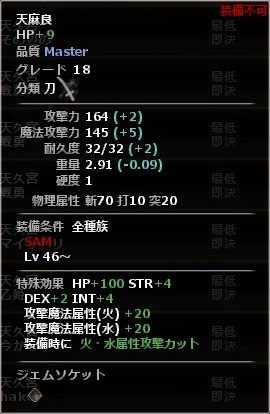 装備不可
天麻良
HP+9
品質 Master
グレード 18
分類 刀
攻撃力 164 (+2)
魔法攻撃力 145 (+5)
耐久度 32/32 (+2)
重量 2.91 (-0.09)
硬度 1
物理属性 斬70 打10 突20
装備条件 全種族
SAM
Lv 46～
特殊効果 HP+100 STR+4
DEX+2 INT+4
攻撃魔法属性(火) +20
攻撃魔法属性(水) +20
装備時に 火・水属性攻撃カット
ジェムソケット